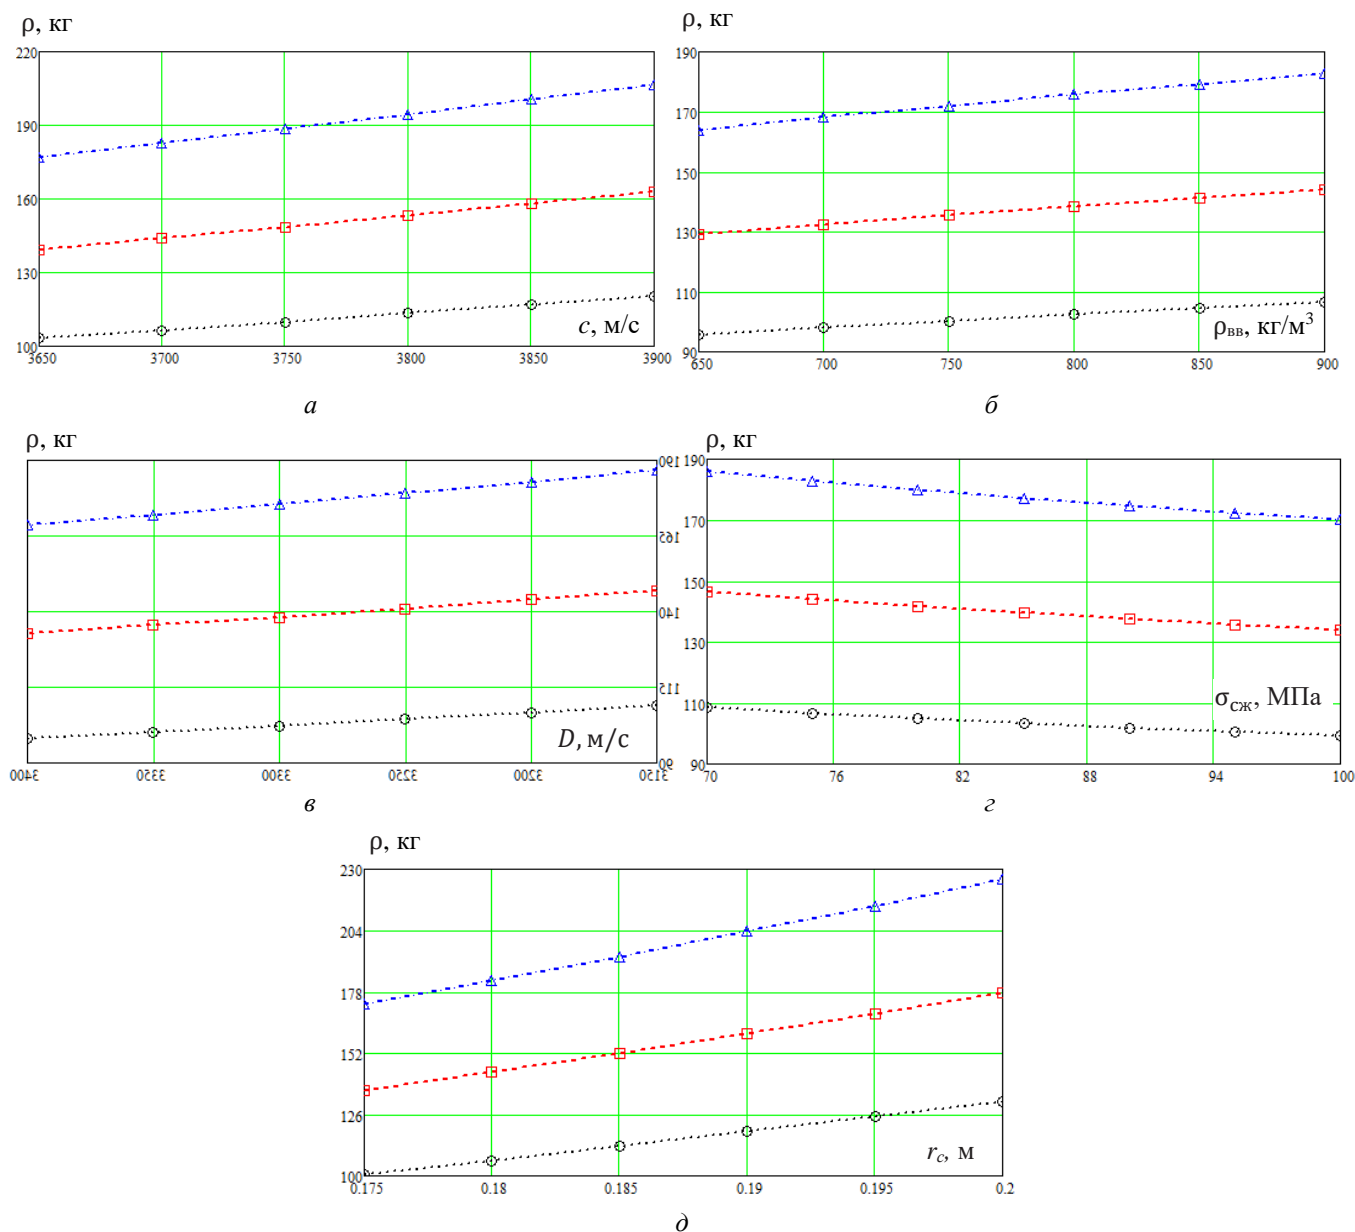 ρ, кг
220
190
160
130
100
3650 3700 3750 3800 3850 3900
c, м/с
а
ρ, кг
190
170
150
130
110
90
650 700 750 800 850 900
ρвв, кг/м³
б
ρ, кг
190
165
140
115
90
3400 3350 3300 3250 3200 3150
D, м/с
в
ρ, кг
190
170
150
130
110
90
70 76 82 88 94 100
σсж, МПа
г
ρ, кг
230
204
178
152
126
100
0.175 0.18 0.185 0.19 0.195 0.2
rc, м
д